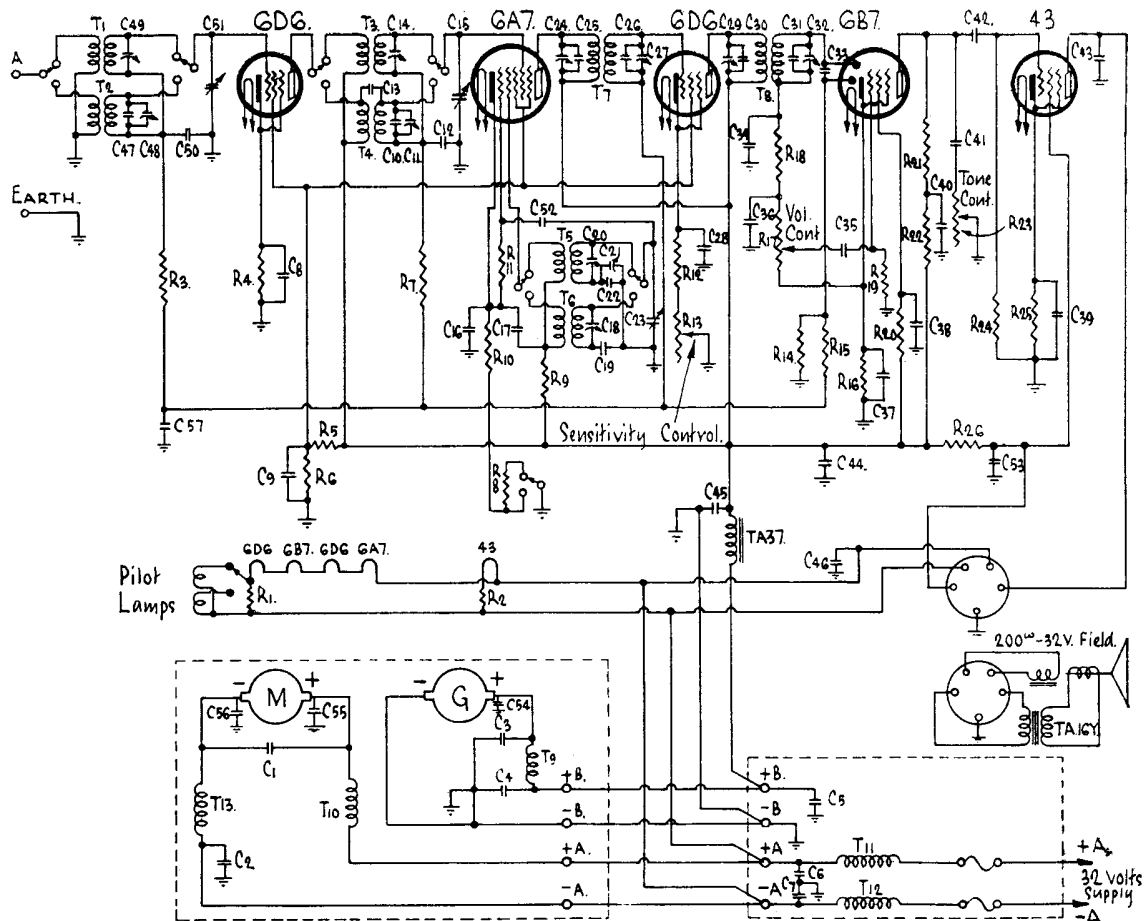 6D6. 6A7. 6D6 6B7. 43
T1 C49 C51 T3. C14. C15 C24. C25. C26. C29. C30 C31 C32. C33 C42.
A C27. C43
T2 C13 T7 T8.
C47 C48 C50 T4. C10. C11 C12 C34 R18 R21 C41
C40 Tone Cont.
EARTH. C52 C36 Vol. Cont C35 R22 R23
R17
R3. R4. C8 R7. R11 T5 C20 C21 C28 R12 R19
C22
T6 R13 C38 R24 R25 C39
C16 C17 C18 C23 R20
R10 C19 R14 R15
R9 R16 C37
C57 Sensitivity Control.
R5 R26
C9 R6 R8 C44. C53
C45
TA37.
6D6 6B7. 6D6 6A7. 43 C46
Pilot Lamps R1. R2
200ω-32V. Field.
- M + - G +
C56 C55 C54 TA16Y.
C3
C1 T9
C4 +B. +B.
C5
T13. T10 -B. -B
C2 +A. +A T11 +A.
C6 32 Volts Supply
C7
-A. -A T12 -A